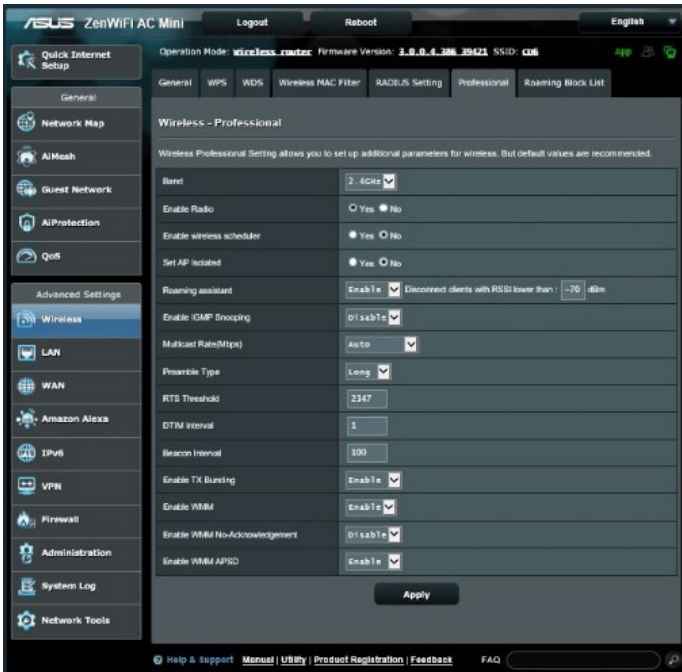 ASUS ZenWiFi AC Mini Logout Reboot English
Quick Internet Setup
Operation Mode: Wireless router Firmware Version: 3.0.0.4.386_39421 SSID: CD6 App
General WPS WDS Wireless MAC Filter RADIUS Setting Professional Roaming Block List
General
Network Map
AiMesh
Guest Network
AiProtection
QoS
Advanced Settings
Wireless
LAN
WAN
Amazon Alexa
IPv6
VPN
Firewall
Administration
System Log
Network Tools
Wireless - Professional
Wireless Professional Setting allows you to set up additional parameters for wireless. But default values are recommended.
Band 2.4GHz
Enable Radio Yes No
Enable wireless scheduler Yes No
Set AP Isolated Yes No
Roaming assistant Enable Disconnect clients with RSSI lower than : -70 dBm
Enable IGMP Snooping Disable
Multicast Rate(Mbps) Auto
Preamble Type Long
RTS Threshold 2347
DTIM Interval 1
Beacon Interval 100
Enable TX Bursting Enable
Enable WMM Enable
Enable WMM No-Acknowledgement Disable
Enable WMM APSD Enable
Apply
Help & Support Manual | Utility | Product Registration | Feedback FAQ